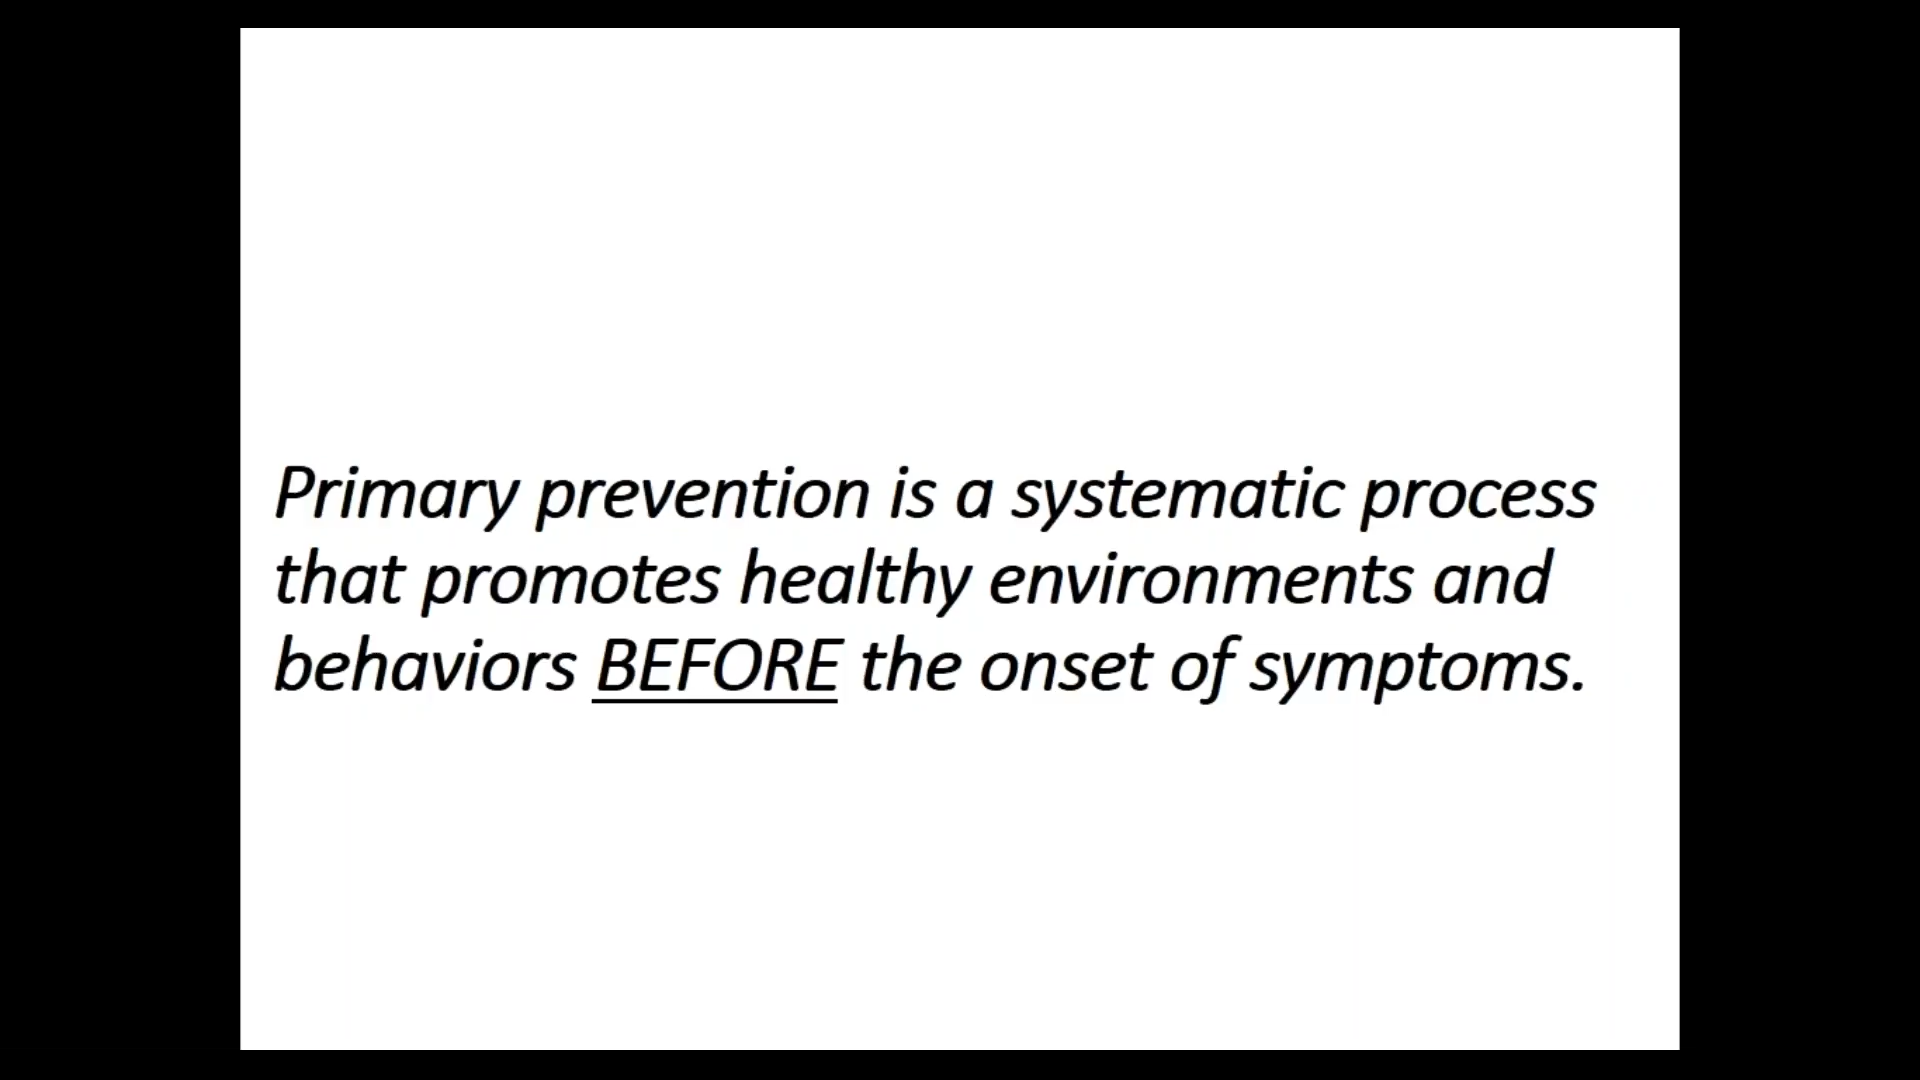 Primary prevention is a systematic process
that promotes healthy environments and
behaviors BEFORE the onset of symptoms.